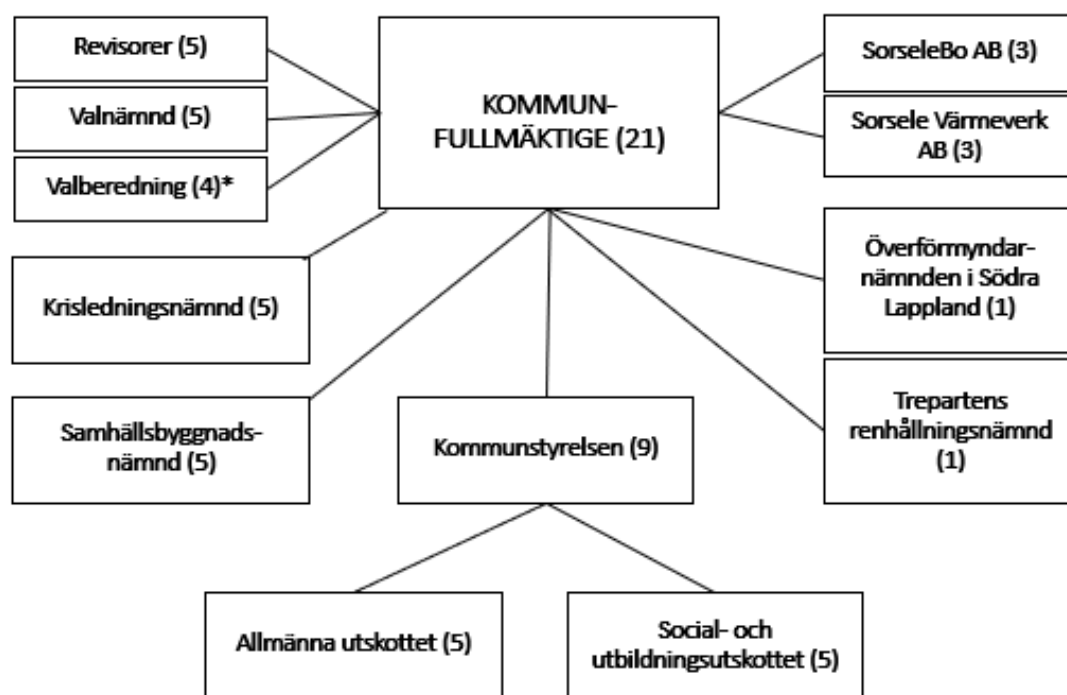 Revisorer (5)
Valnämnd (5)
Valberedning (4)*
KOMMUN-
FULLMÄKTIGE (21)
SorseleBo AB (3)
Sorsele Värmeverk
AB (3)
Krisledningsnämnd (5)
Överförmyndar-
nämnden i Södra
Lappland (1)
Samhällsbyggnads-
nämnd (5)
Kommunstyrelsen (9)
Trepartens
renhållningsnämnd
(1)
Allmänna utskottet (5)
Social- och
utbildningsutskottet (5)